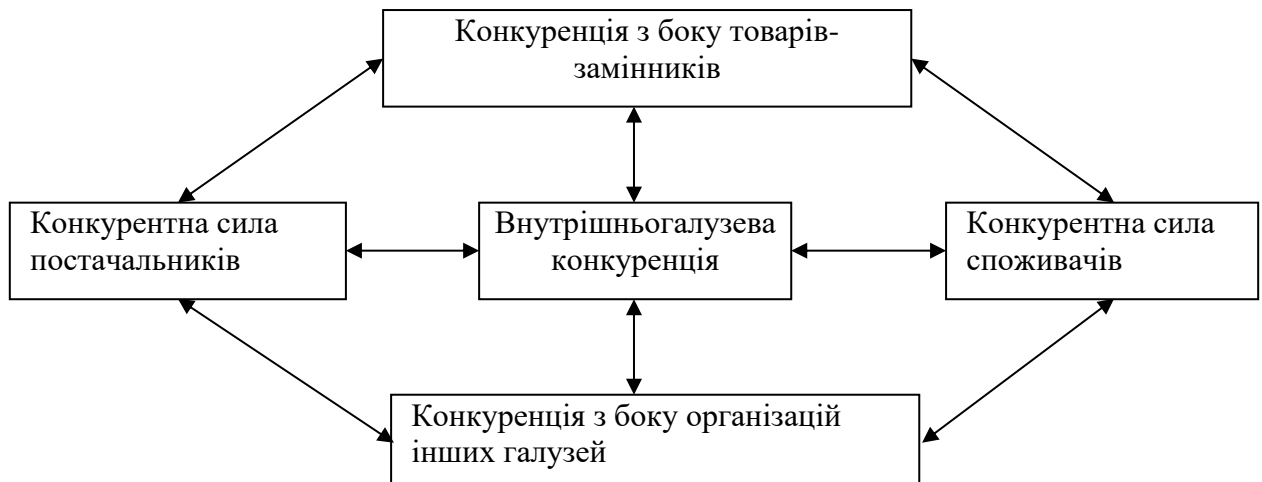 Конкуренція з боку товарів-
замінників
Конкурентна сила
постачальників
Внутрішньогалузева
конкуренція
Конкурентна сила
споживачів
Конкуренція з боку організацій
інших галузей